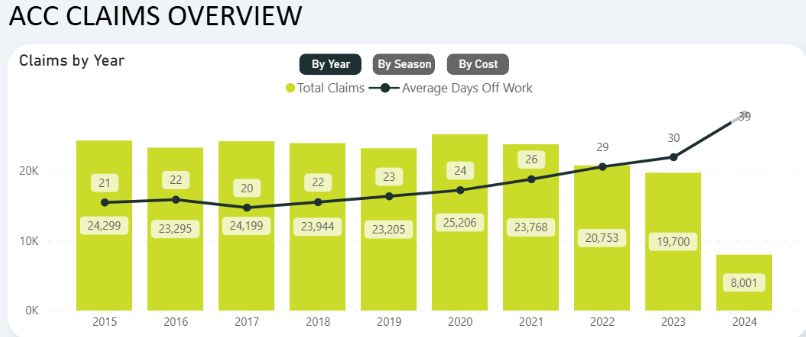 ACC CLAIMS OVERVIEW
Claims by Year
By Year By Season By Cost
Total Claims Average Days Off Work
39
30
29
26
24
23
22
20
22
21
20K
10K
0K
24,299 23,295 24,199 23,944 23,205 25,206 23,768 20,753 19,700 8,001
2015 2016 2017 2018 2019 2020 2021 2022 2023 2024